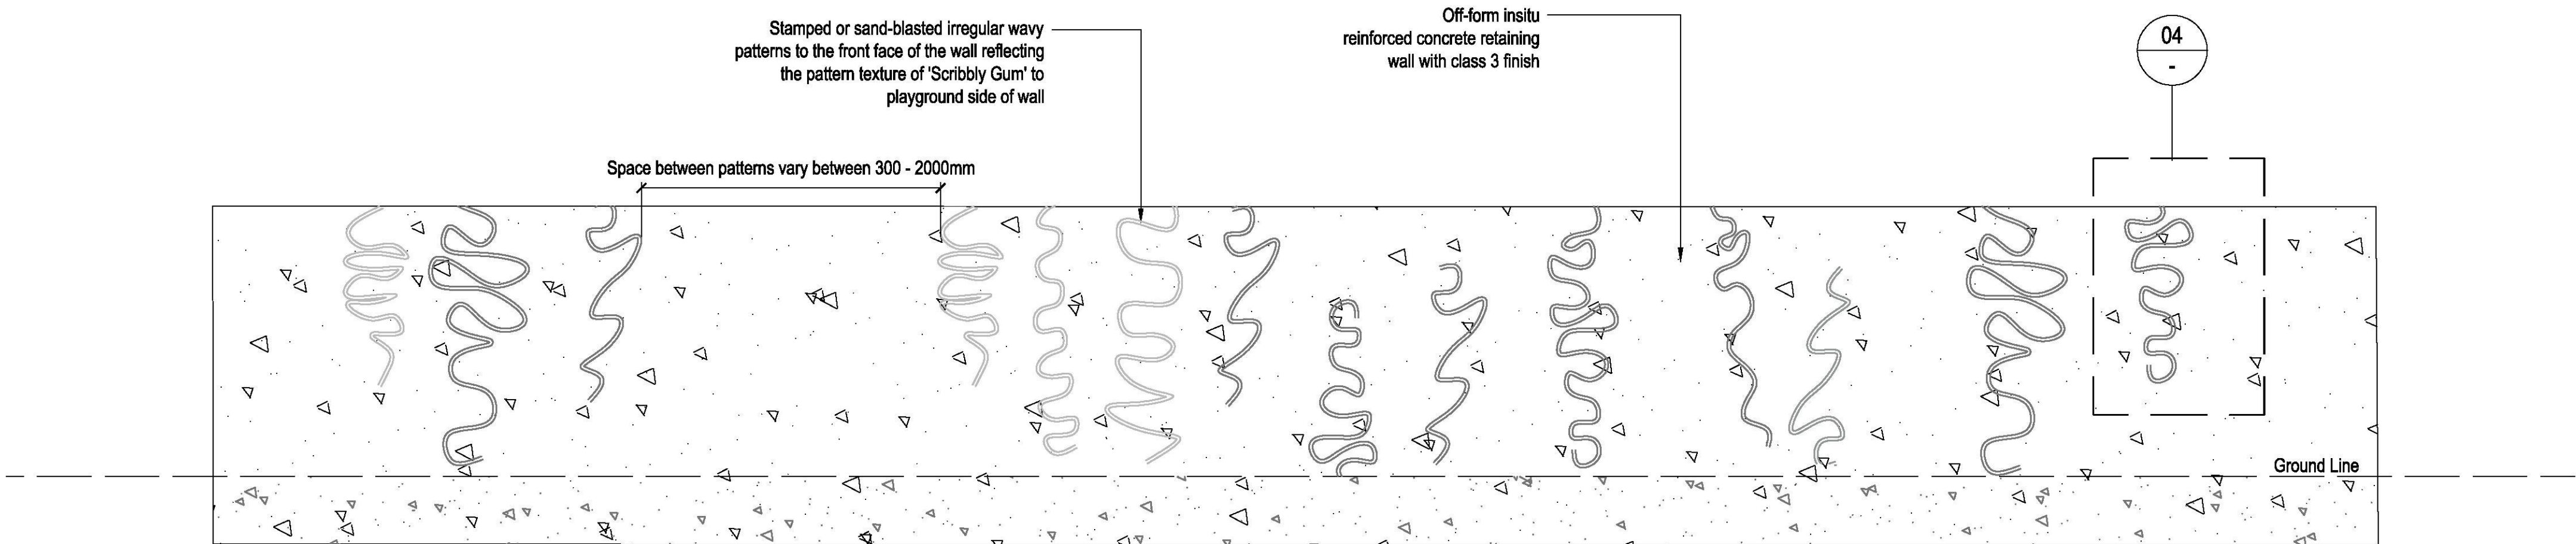 Stamped or sand-blasted irregular wavy
patterns to the front face of the wall reflecting
the pattern texture of 'Scribbly Gum' to
playground side of wall
Off-form insitu
reinforced concrete retaining
wall with class 3 finish
04
-
Space between patterns vary between 300 - 2000mm
Ground Line